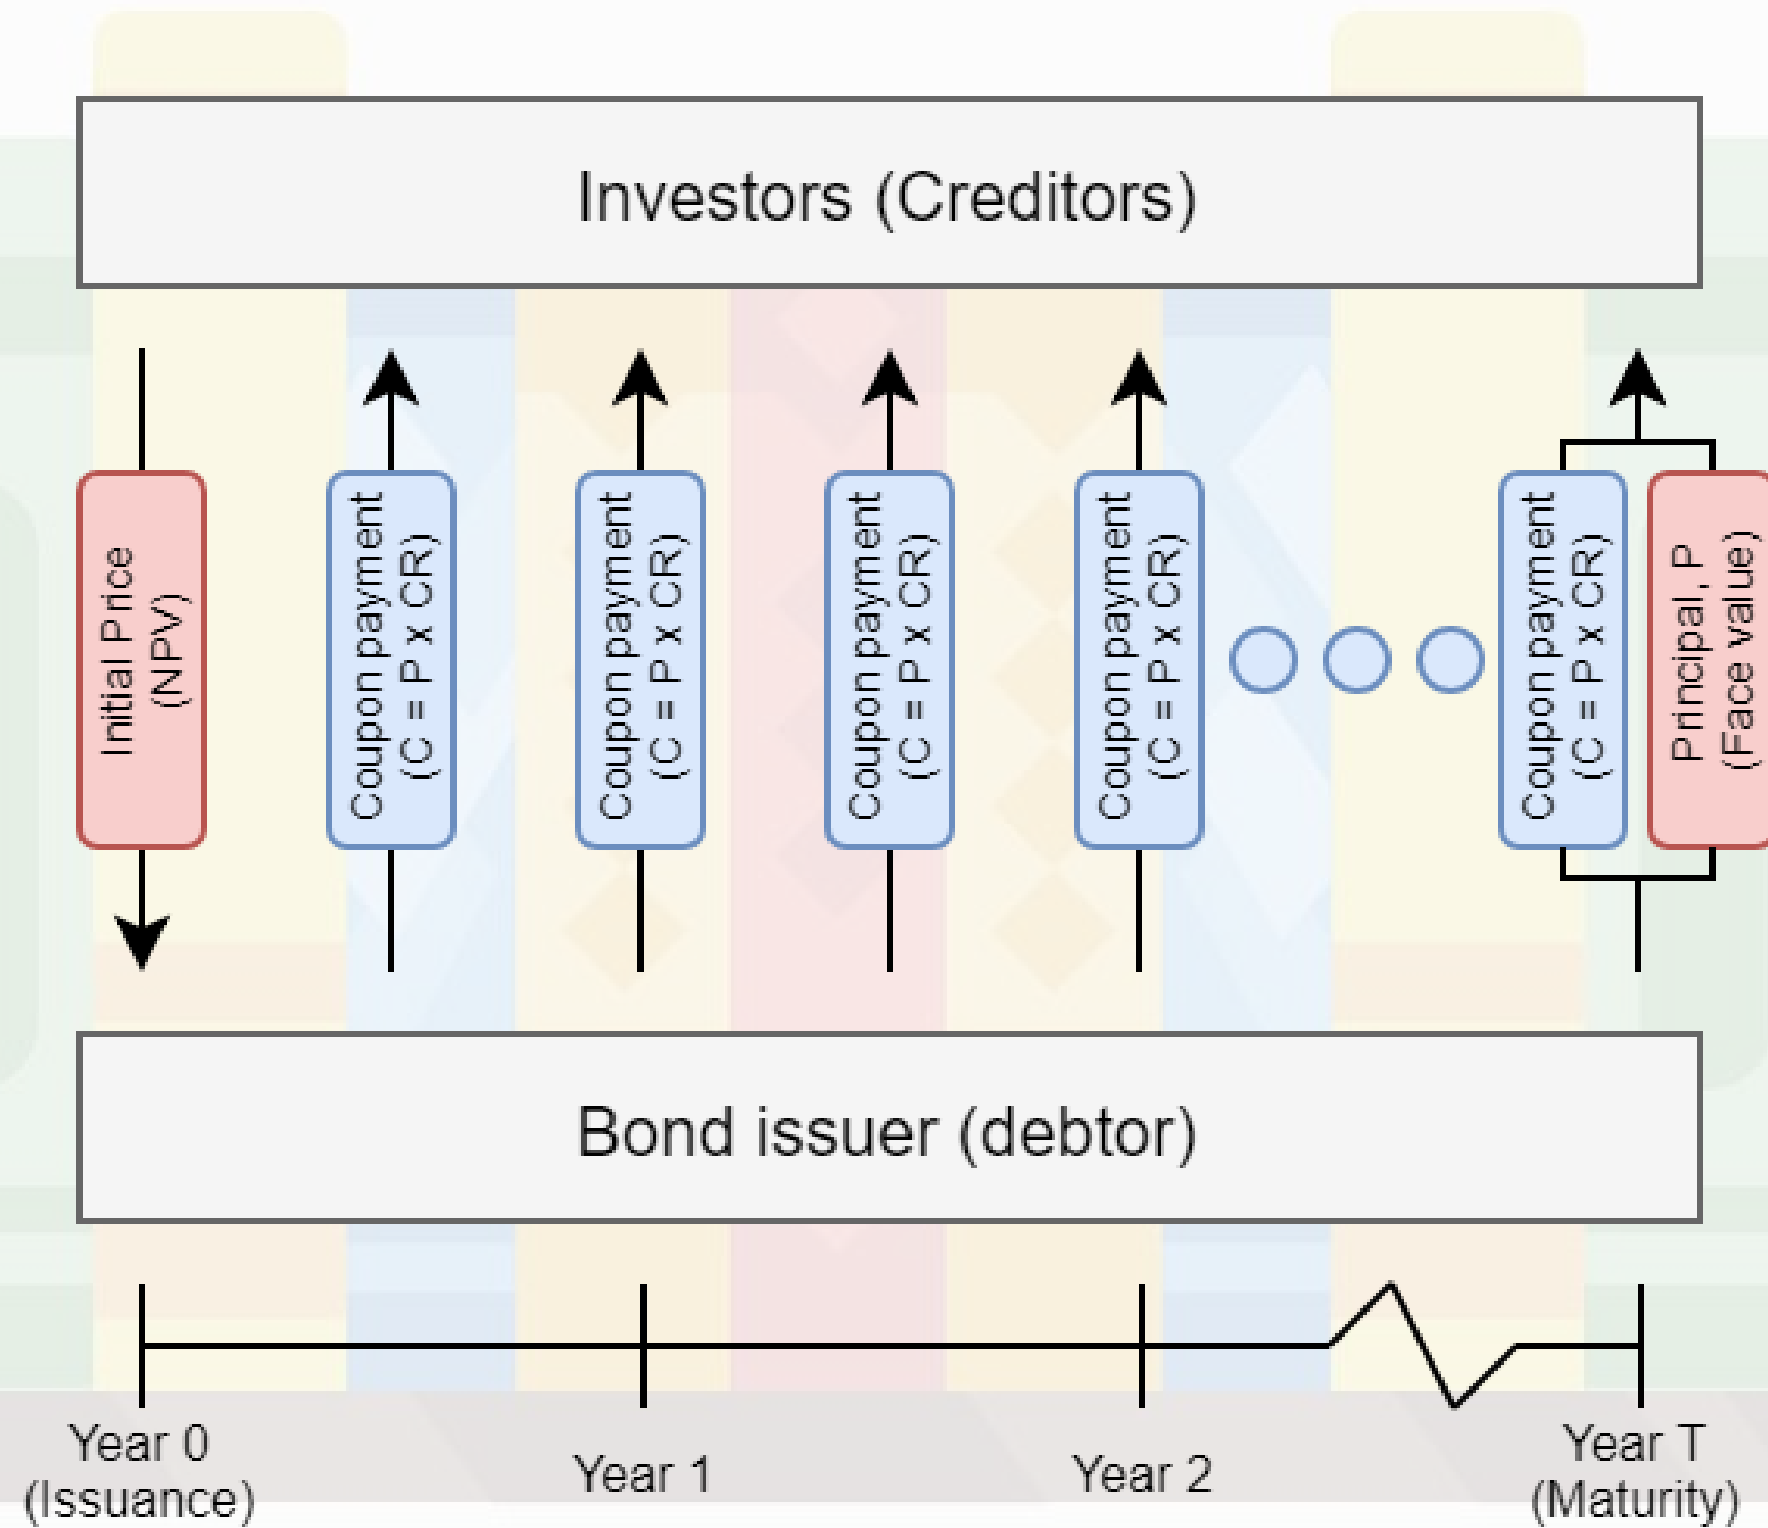 Investors (Creditors)
Initial Price
(NPV)
Coupon payment
(C = P x CR)
Coupon payment
(C = P x CR)
Coupon payment
(C = P x CR)
Coupon payment
(C = P x CR)
Coupon payment
(C = P x CR)
Principal, P
(Face value)
Bond issuer (debtor)
Year 0
(Issuance)
Year 1
Year 2
Year T
(Maturity)